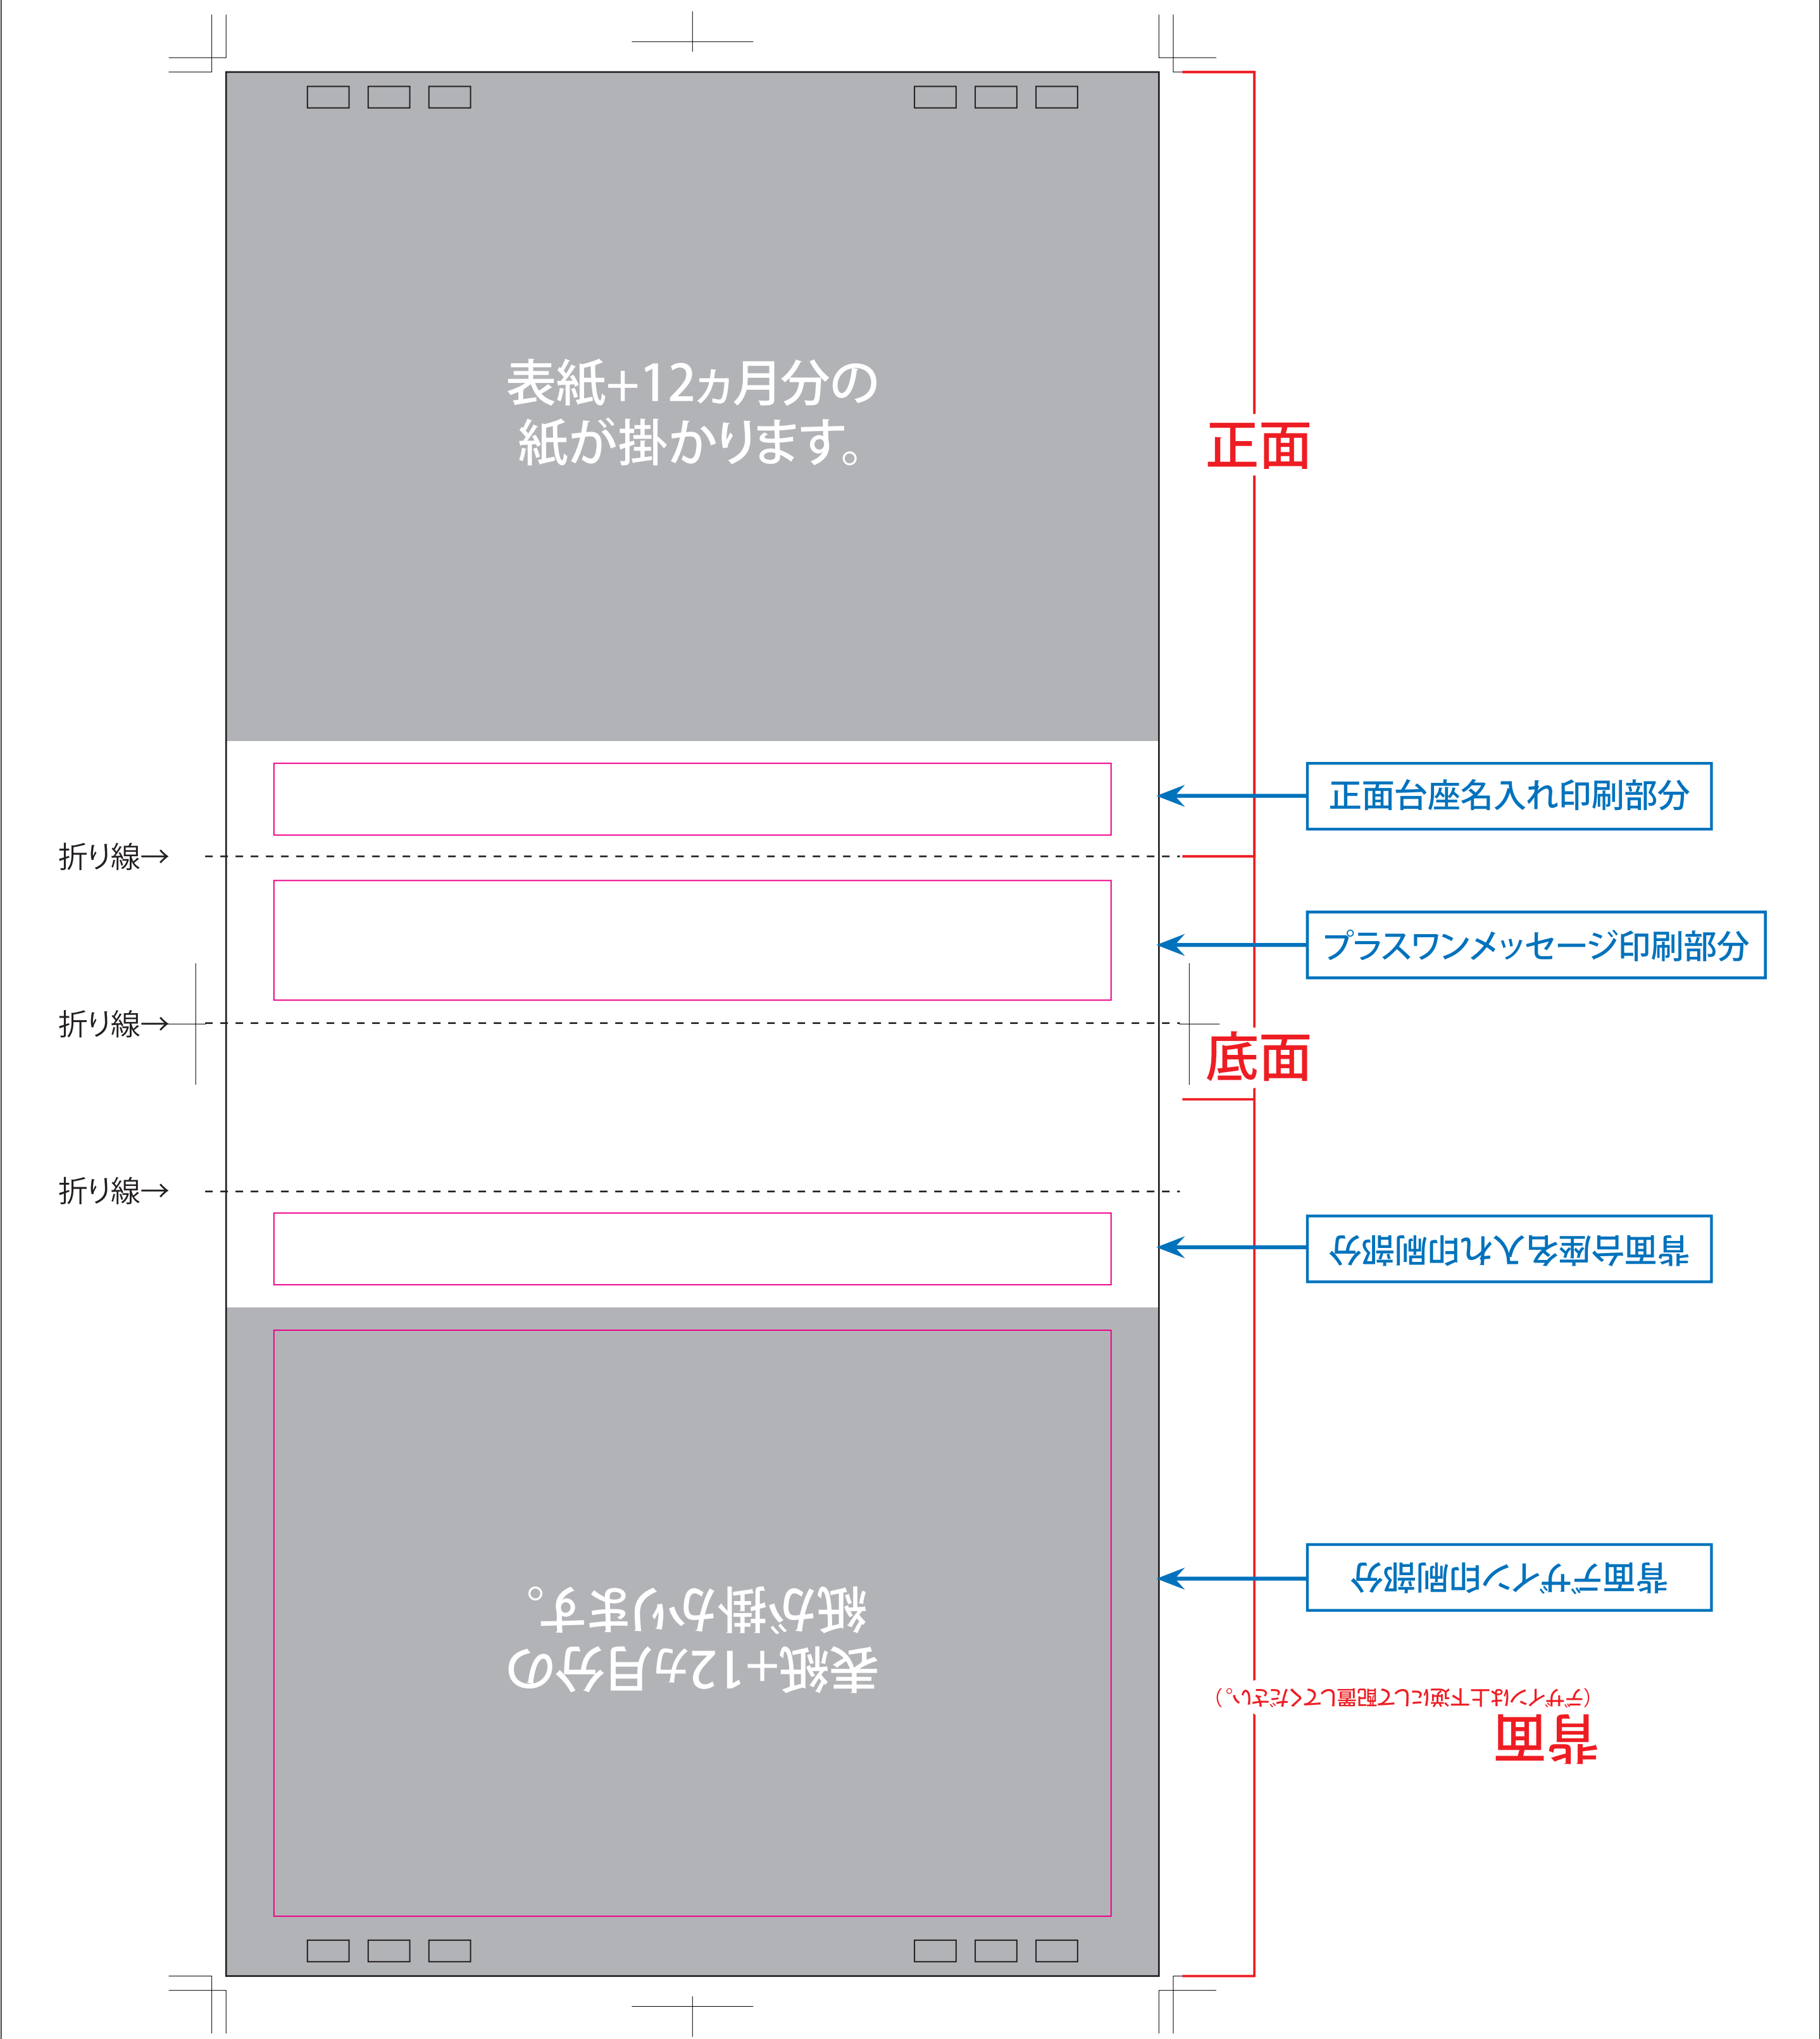 表紙+12ヵ月分の
紙が掛かります。
正面
正面台座名入れ印刷部分
折り線→
プラスワンメッセージ印刷部分
折り線→
底面
折り線→
背面台座名入れ印刷部分
背面デザイン印刷部分
表紙+12ヵ月分の
紙が掛かります。
背面
(デザインは上下逆にして配置してください。)